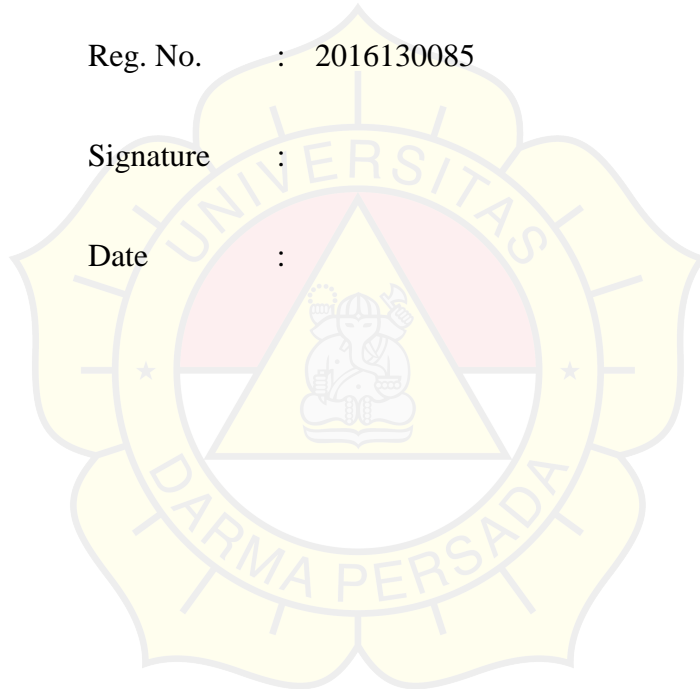 Reg. No. : 2016130085
UNIVERSITAS
Signature :
Date :
DARMA PERSADA